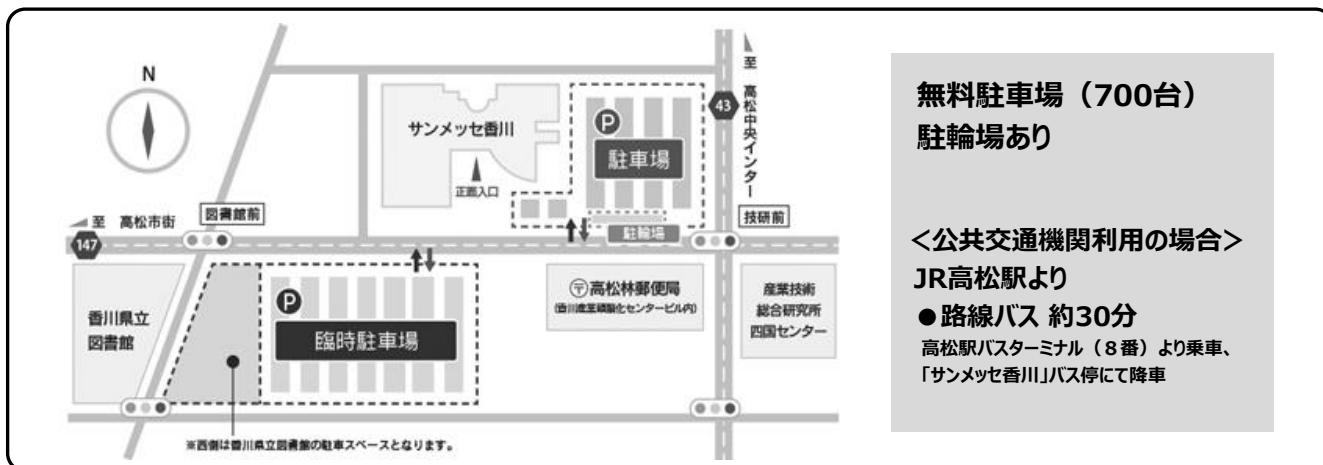 N
至 高松中央インター
43
サンメッセ香川
P
駐車場
正面入口
至 高松市街
図書館前
技研前
147
駐輪場
香川県立
図書館
P
臨時駐車場
〒高松林郵便局
(香川産業頭脳化センタービル内)
産業技術
総合研究所
四国センター
※西側は香川県立図書館の駐車スペースとなります。
無料駐車場（700台）
駐輪場あり
＜公共交通機関利用の場合＞
JR高松駅より
●路線バス 約30分
高松駅バスターミナル（８番）より乗車、
「サンメッセ香川」バス停にて降車